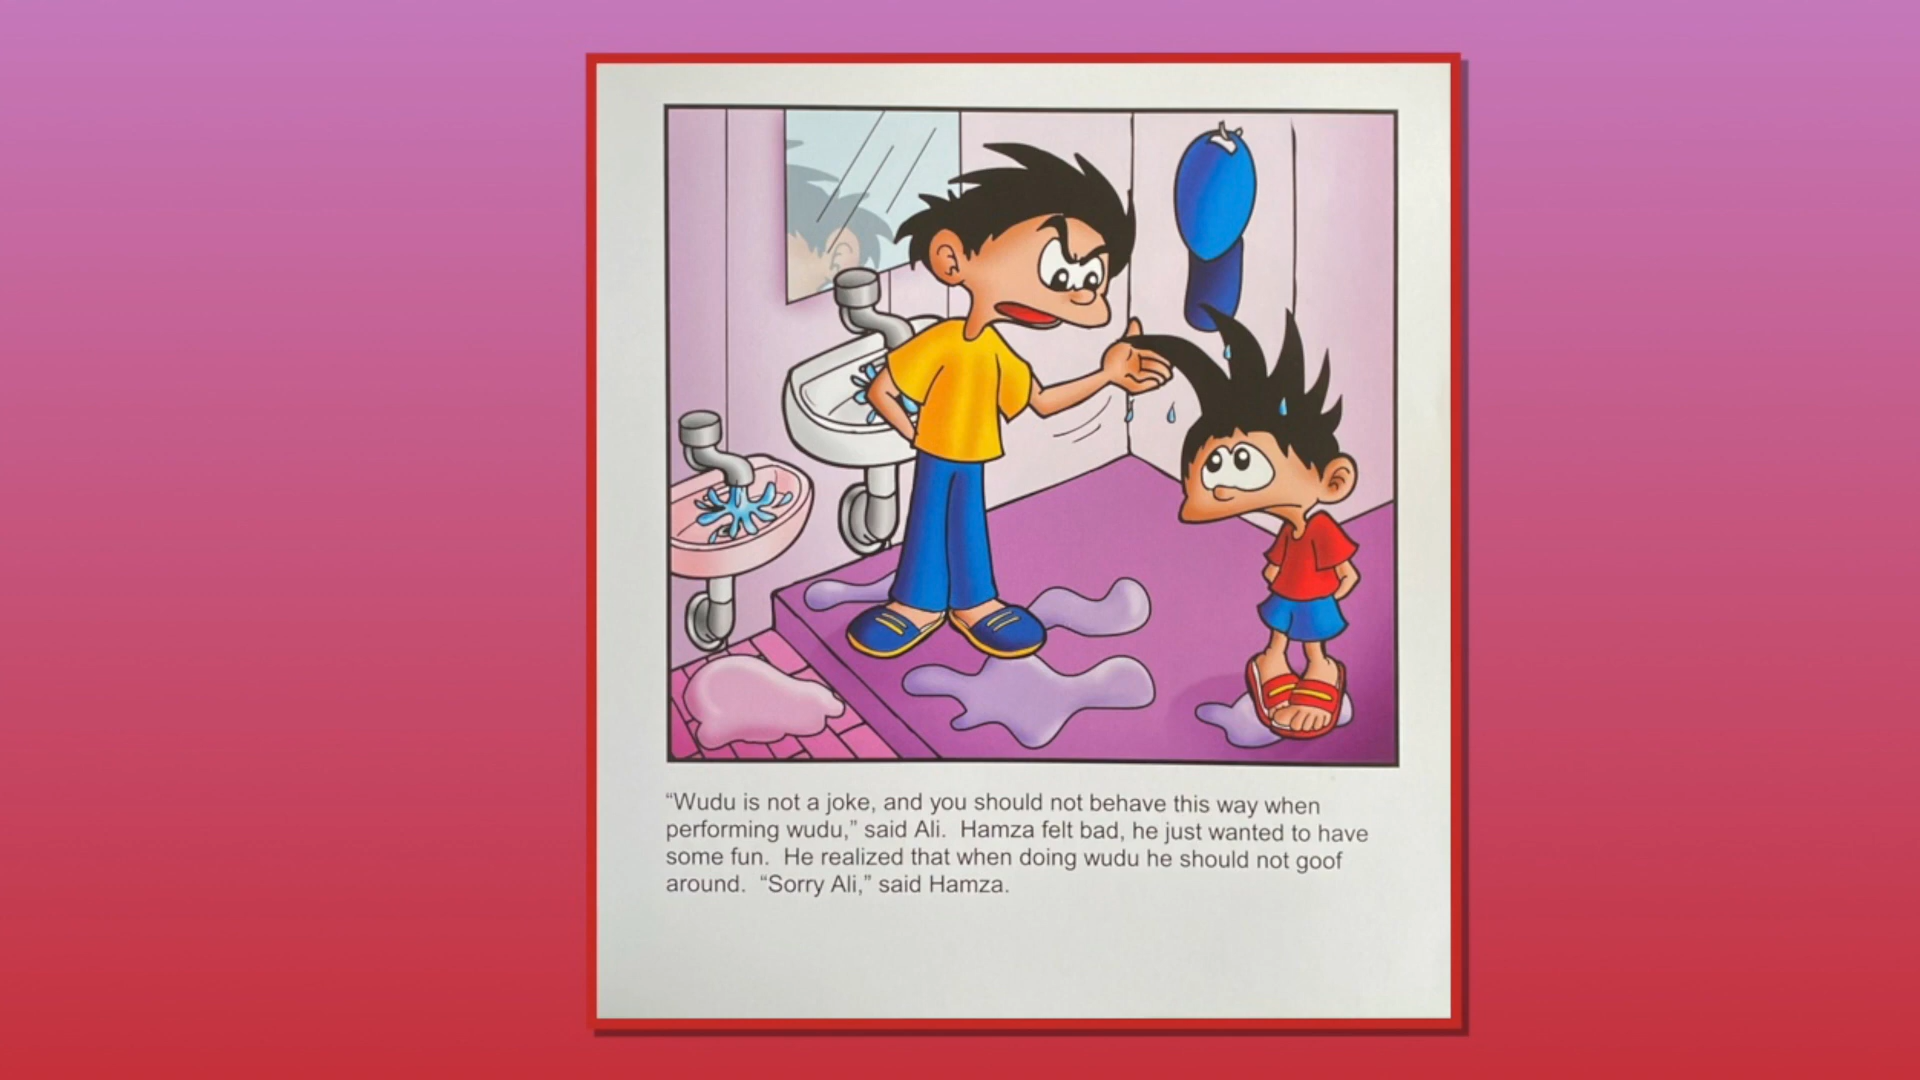 “Wudu is not a joke, and you should not behave this way when
performing wudu,” said Ali.  Hamza felt bad, he just wanted to have
some fun.  He realized that when doing wudu he should not goof
around.  “Sorry Ali,” said Hamza.